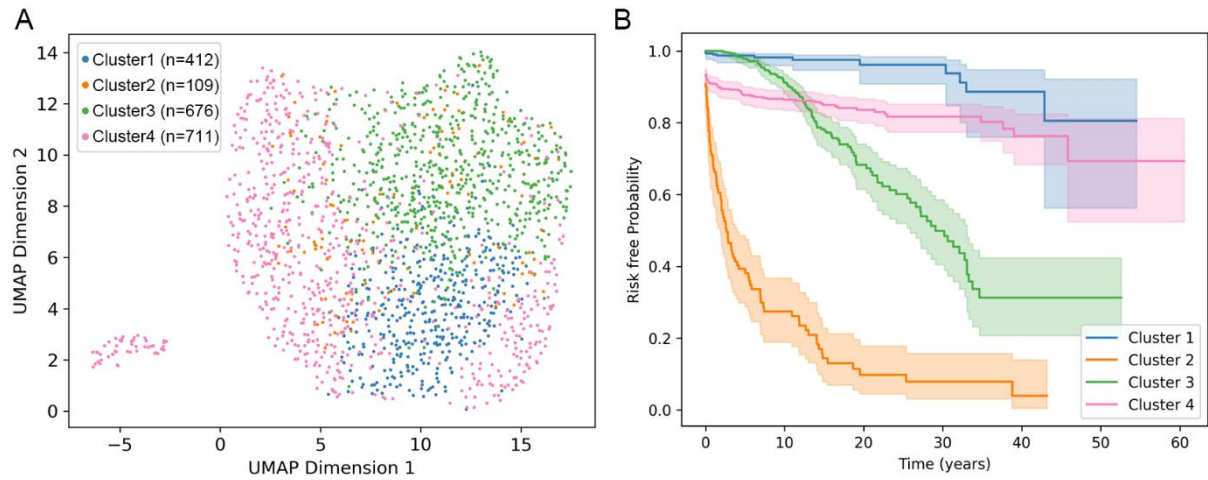 A
Cluster1 (n=412)
Cluster2 (n=109)
Cluster3 (n=676)
Cluster4 (n=711)
14
12
10
8
6
4
2
0
UMAP Dimension 2
−5
0
5
10
15
UMAP Dimension 1
B
1.0
0.8
0.6
0.4
0.2
0.0
Risk free Probability
Cluster 1
Cluster 2
Cluster 3
Cluster 4
0
10
20
30
40
50
60
Time (years)